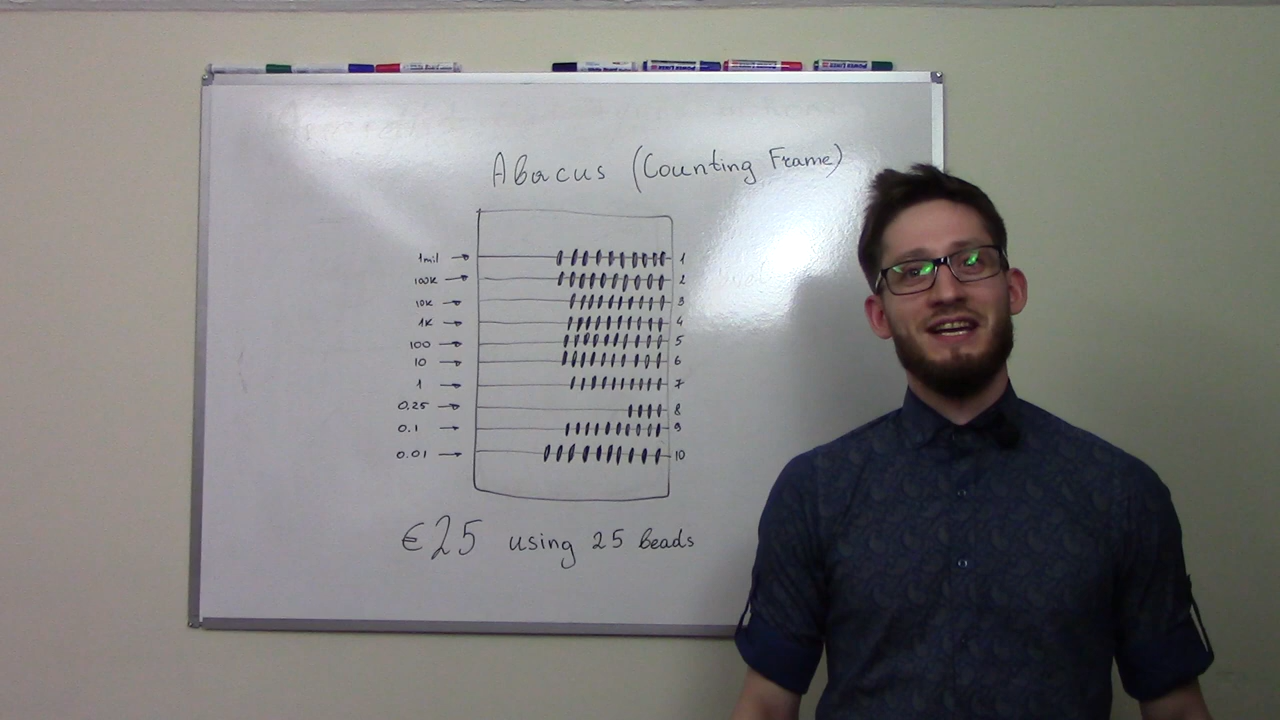 Abacus (Counting Frame)
1mil → 1
100K → 2
10K → 3
1K → 4
100 → 5
10 → 6
1 → 7
0.25 → 8
0.1 → 9
0.01 → 10
€25 using 25 beads